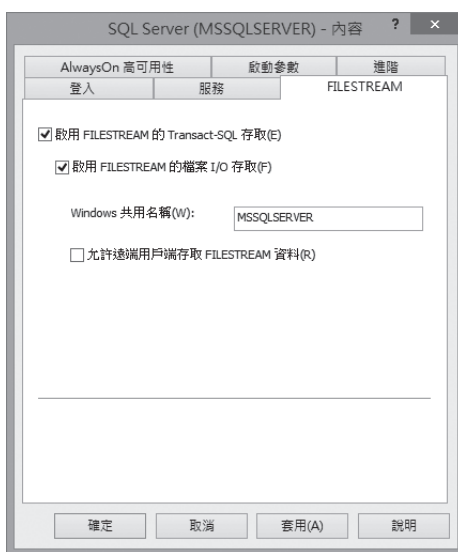 SQL Server (MSSQLSERVER) - 內容 ? ×
AlwaysOn 高可用性 啟動參數 進階
登入 服務 FILESTREAM
啟用 FILESTREAM 的 Transact-SQL 存取(E)
啟用 FILESTREAM 的檔案 I/O 存取(F)
Windows 共用名稱(W): MSSQLSERVER
允許遠端用戶端存取 FILESTREAM 資料(R)
確定 取消 套用(A) 說明